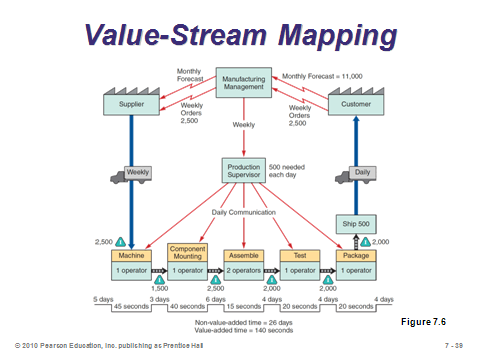 Value-Stream Mapping
Monthly
Forecast
Manufacturing
Management
Monthly Forecast = 11,000
Supplier
Weekly
Orders
2,500
Weekly
Orders
2,500
Customer
Weekly
Weekly
Production
Supervisor
500 needed
each day
Daily
Daily Communication
Ship 500
2,500
2,000
Machine
1 operator
Component
Mounting
1 operator
Assemble
2 operators
Test
1 operator
Package
1 operator
1,500
2,500
2,000
2,000
5 days
3 days
6 days
4 days
4 days
4 days
45 seconds
40 seconds
15 seconds
20 seconds
20 seconds
Non-value-added time = 26 days
Value-added time = 140 seconds
Figure 7.6
© 2010 Pearson Education, Inc. publishing as Prentice Hall
7 - 39